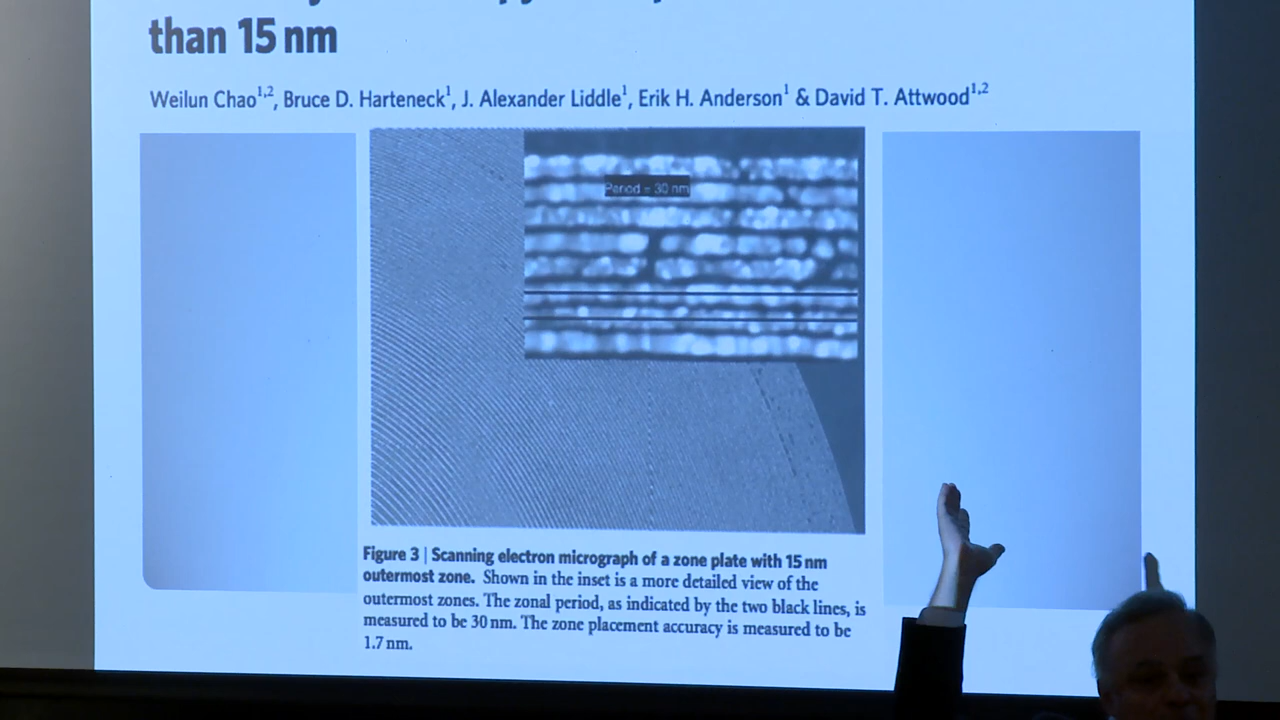 than 15 nm
Weilun Chao1,2, Bruce D. Harteneck1, J. Alexander Liddle1, Erik H. Anderson1 & David T. Attwood1,2
Period = 30 nm
Figure 3 | Scanning electron micrograph of a zone plate with 15 nm
outermost zone. Shown in the inset is a more detailed view of the
outermost zones. The zonal period, as indicated by the two black lines, is
measured to be 30 nm. The zone placement accuracy is measured to be
1.7 nm.